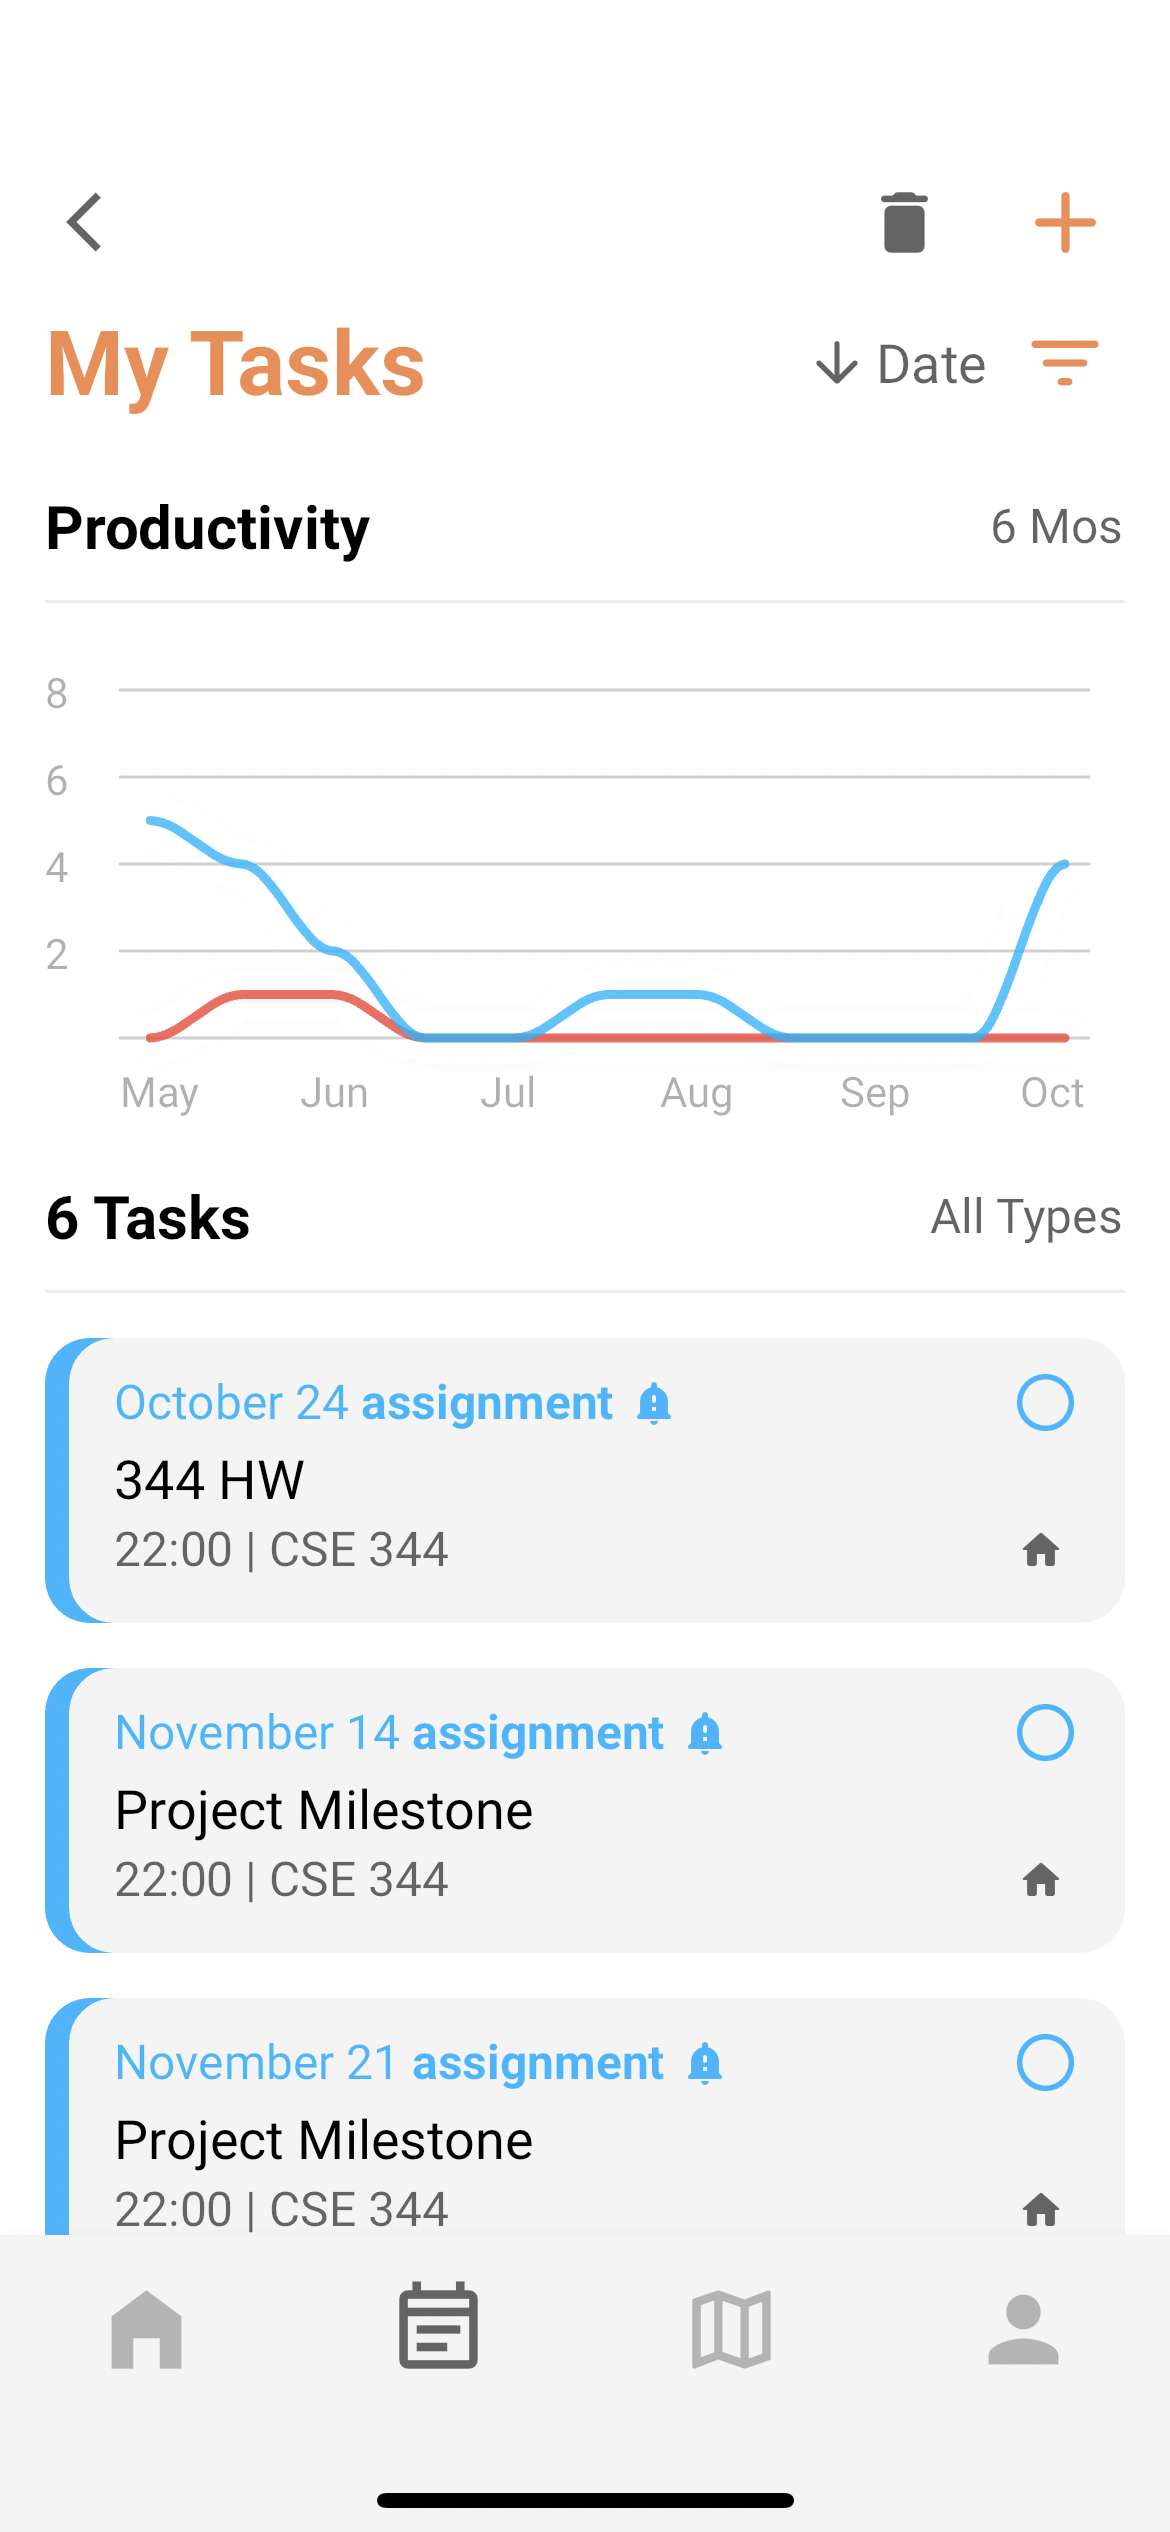 My Tasks
Date
Productivity
6 Mos
8
6
4
2
May Jun Jul Aug Sep Oct
6 Tasks
All Types
October 24 assignment
344 HW
22:00 | CSE 344
November 14 assignment
Project Milestone
22:00 | CSE 344
November 21 assignment
Project Milestone
22:00 | CSE 344